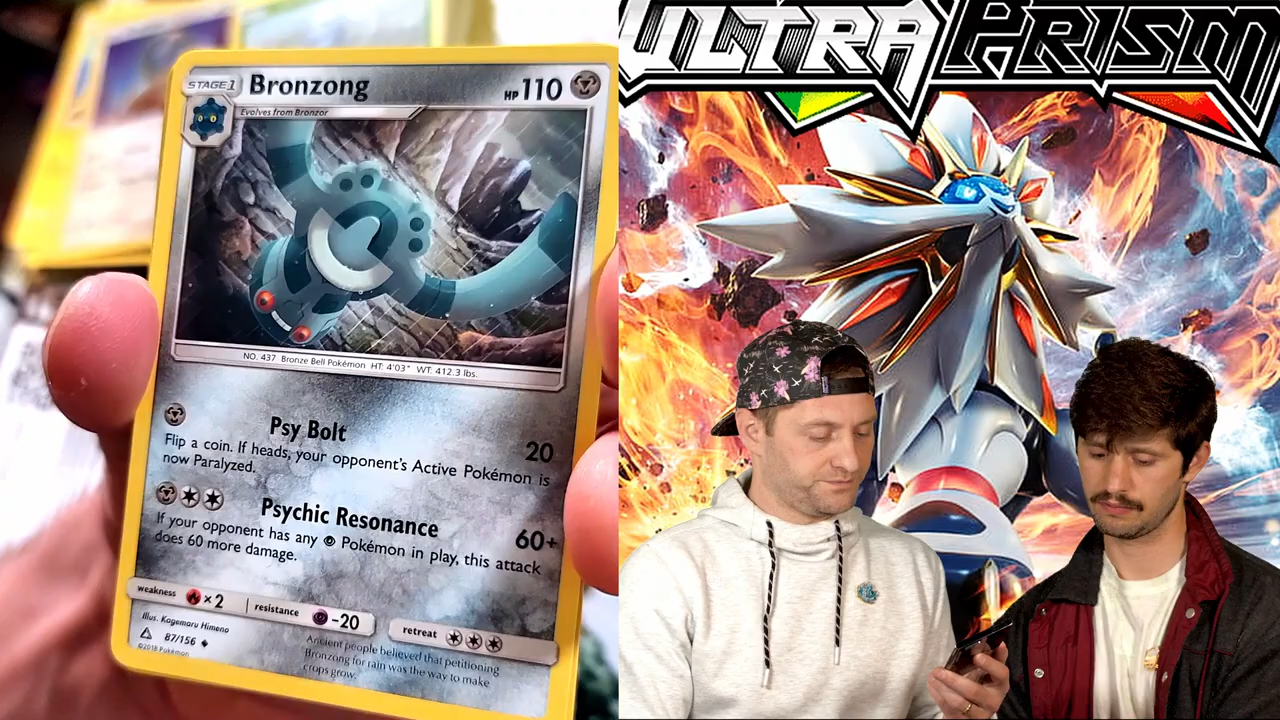 STAGE 1
Bronzong
HP 110
Evolves from Bronzor
NO. 437 Bronze Bell Pokémon HT: 4'03" WT: 412.3 lbs.
Psy Bolt
20
Flip a coin. If heads, your opponent's Active Pokémon is
now Paralyzed.
Psychic Resonance
60+
If your opponent has any Pokémon in play, this attack
does 60 more damage.
weakness ×2
resistance -20
retreat
Illus. Kagemaru Himeno
87/156
©2018 Pokémon
Ancient people believed that petitioning
Bronzong for rain was the way to make
crops grow.
ULTRA PRISM